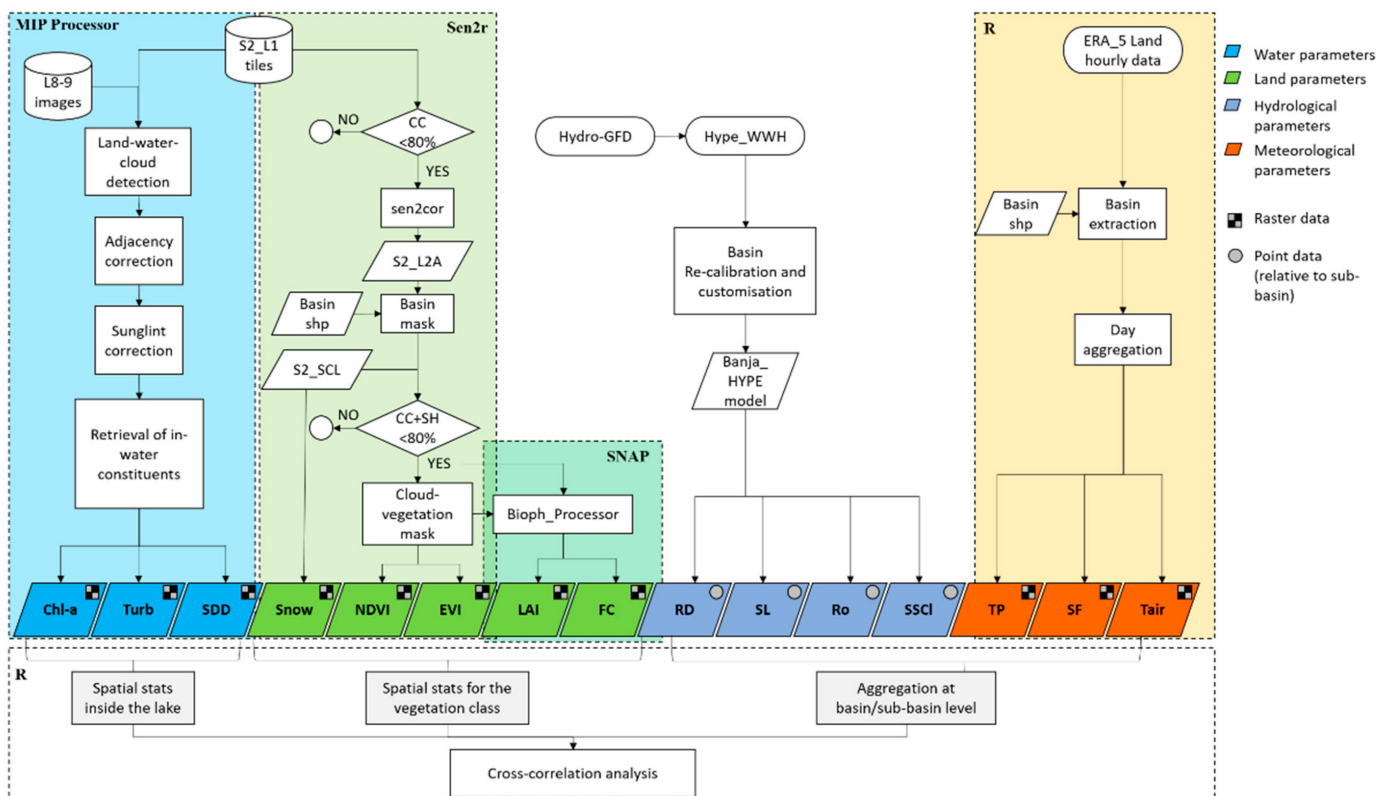 MIP Processor
S2_L1
tiles
L8-9
images
Land-water-
cloud
detection
Adjacency
correction
Sunglint
correction
Retrieval of in-
water
constituents
Chl-a
Turb
SDD
Sen2r
CC
<80%
NO
YES
sen2cor
S2_L2A
Basin
shp
Basin
mask
S2_SCL
CC+SH
<80%
NO
YES
Cloud-
vegetation
mask
SNAP
Bioph_Processor
Snow
NDVI
EVI
LAI
FC
Hydro-GFD
Hype_WWH
Basin
Re-calibration and
customisation
Banja_
HYPE
model
RD
SL
Ro
SSCl
R
ERA_5 Land
hourly data
Basin
shp
Basin
extraction
Day
aggregation
TP
SF
Tair
Water parameters
Land parameters
Hydrological
parameters
Meteorological
parameters
Raster data
Point data
(relative to sub-
basin)
R
Spatial stats
inside the lake
Spatial stats for the
vegetation class
Aggregation at
basin/sub-basin level
Cross-correlation analysis